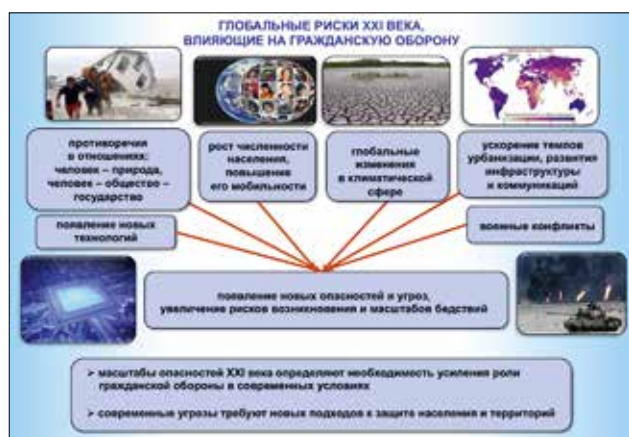 ГЛОБАЛЬНЫЕ РИСКИ XXI ВЕКА,
ВЛИЯЮЩИЕ НА ГРАЖДАНСКУЮ ОБОРОНУ
противоречия
в отношениях:
человек – природа,
человек – общество –
государство
рост численности
населения,
повышение
его мобильности
глобальные
изменения
в климатической
сфере
ускорение темпов
урбанизации, развития
инфраструктуры
и коммуникаций
появление новых
технологий
военные конфликты
появление новых опасностей и угроз,
увеличение рисков возникновения и масштабов бедствий
➤ масштабы опасностей XXI века определяют необходимость усиления роли
гражданской обороны в современных условиях
➤ современные угрозы требуют новых подходов к защите населения и территорий